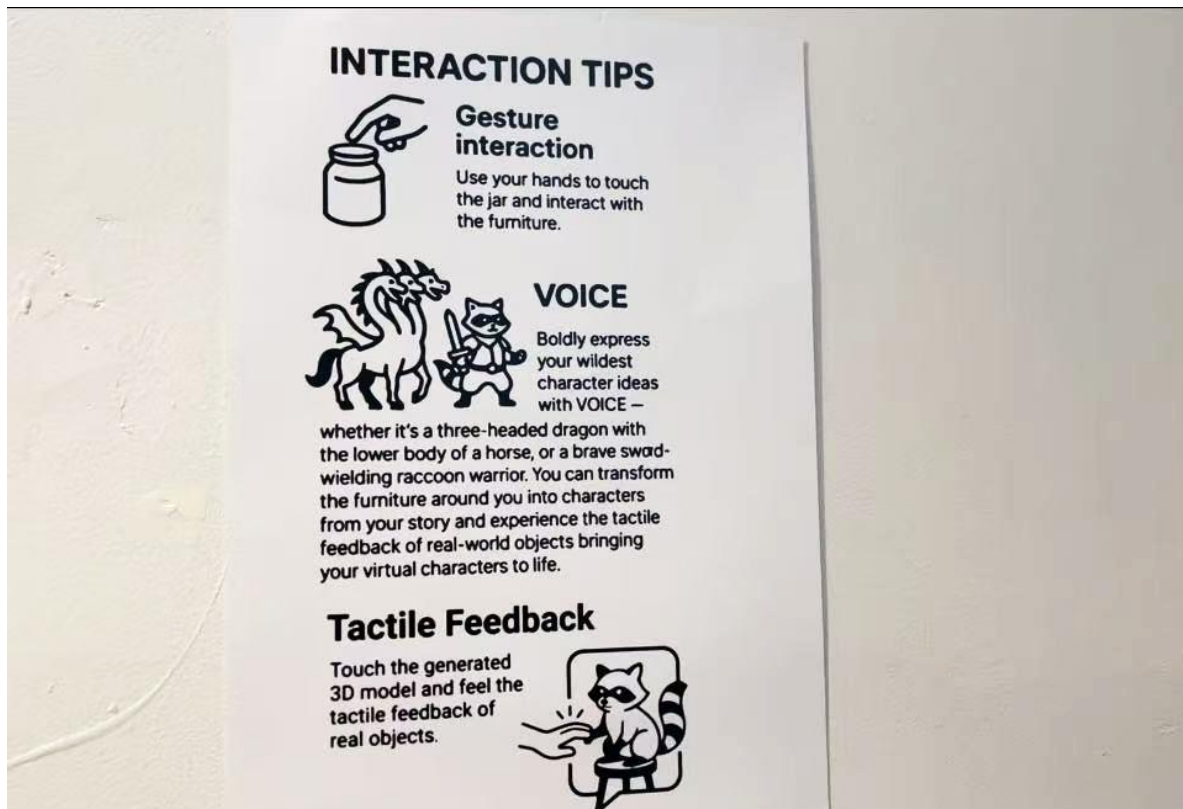 INTERACTION TIPS
Gesture
interaction
Use your hands to touch
the jar and interact with
the furniture.
VOICE
Boldly express
your wildest
character ideas
with VOICE —
whether it's a three-headed dragon with
the lower body of a horse, or a brave sword-
wielding raccoon warrior. You can transform
the furniture around you into characters
from your story and experience the tactile
feedback of real-world objects bringing
your virtual characters to life.
Tactile Feedback
Touch the generated
3D model and feel the
tactile feedback of
real objects.